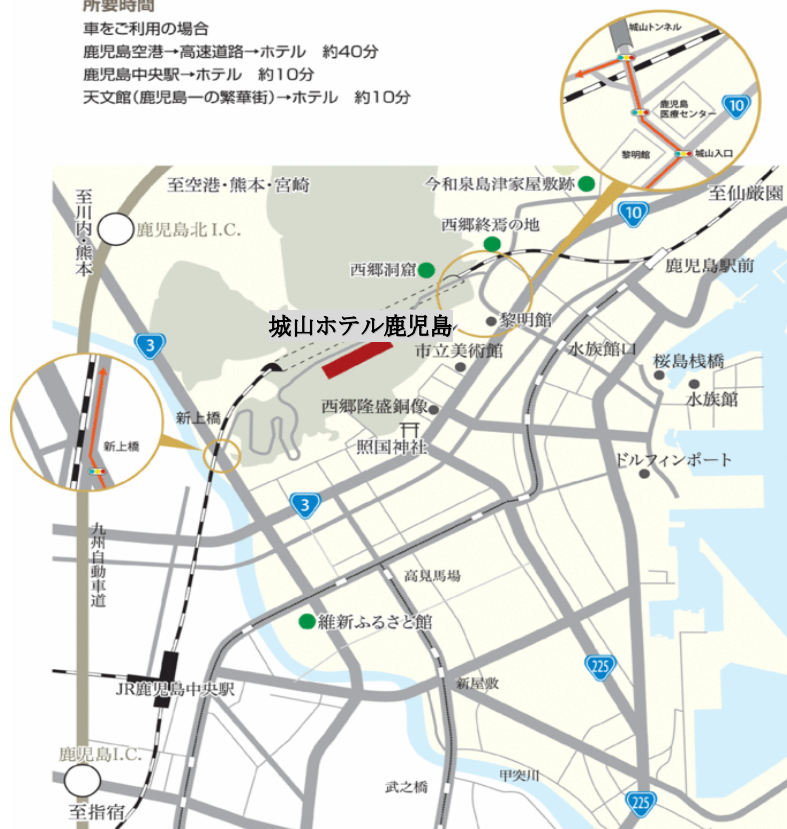 所要時間
車をご利用の場合
鹿児島空港→高速道路→ホテル 約40分
鹿児島中央駅→ホテル 約10分
天文館(鹿児島一の繁華街)→ホテル 約10分
城山トンネル
鹿児島
医療センター
10
黎明館
城山入口
至空港・熊本・宮崎
今和泉島津家屋敷跡
至仙厳園
至川内・熊本
10
鹿児島北I.C.
西郷終焉の地
西郷洞窟
鹿児島駅前
城山ホテル鹿児島
黎明館
3
市立美術館
水族館口
桜島桟橋
水族館
新上橋
西郷隆盛銅像
新上橋
照国神社
ドルフィンポート
3
九州自動車道
高見馬場
維新ふるさと館
225
JR鹿児島中央駅
新屋敷
鹿児島I.C.
武之橋
甲突川
225
至指宿